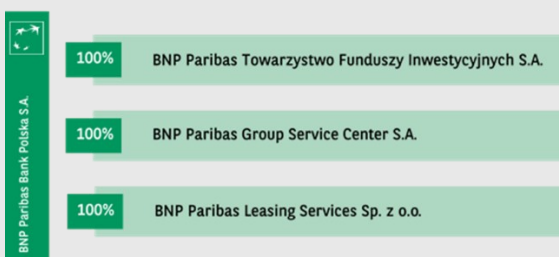 BNP Paribas Bank Polska S.A.
100% BNP Paribas Towarzystwo Funduszy Inwestycyjnych S.A.
100% BNP Paribas Group Service Center S.A.
100% BNP Paribas Leasing Services Sp. z o.o.